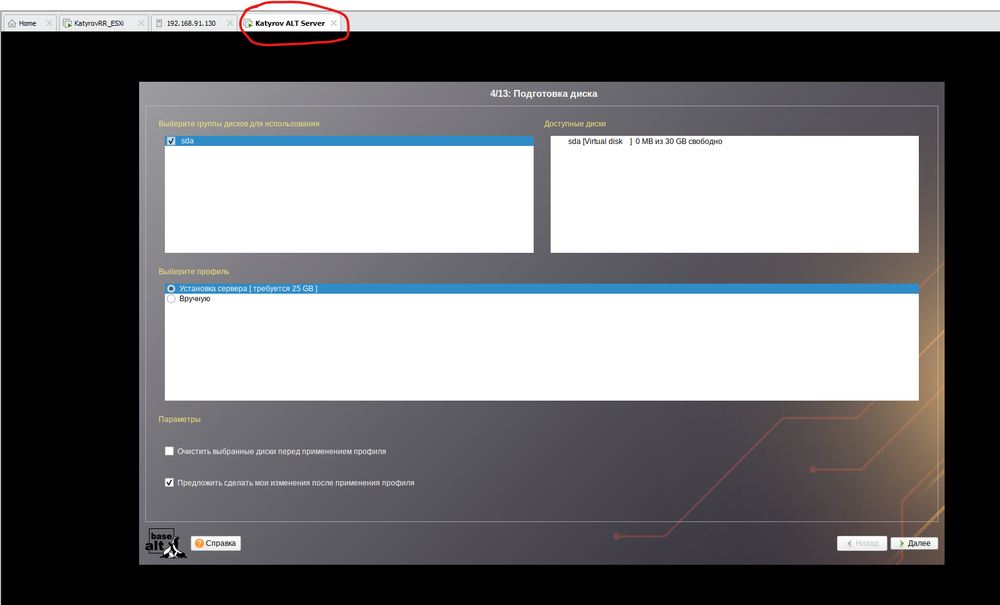 Home
KatyrovRR_ESXi
192.168.91.130
Katyrov ALT Server
4/13: Подготовка диска
Выберите группы дисков для использования
Доступные диски
sda
sda [Virtual disk ] 0 MB из 30 GB свободно
Выберите профиль
Установка сервера [ требуется 25 GB ]
Вручную
Параметры
Очистить выбранные диски перед применением профиля
Предложить сделать мои изменения после применения профиля
base
alt
? Справка
Назад
Далее